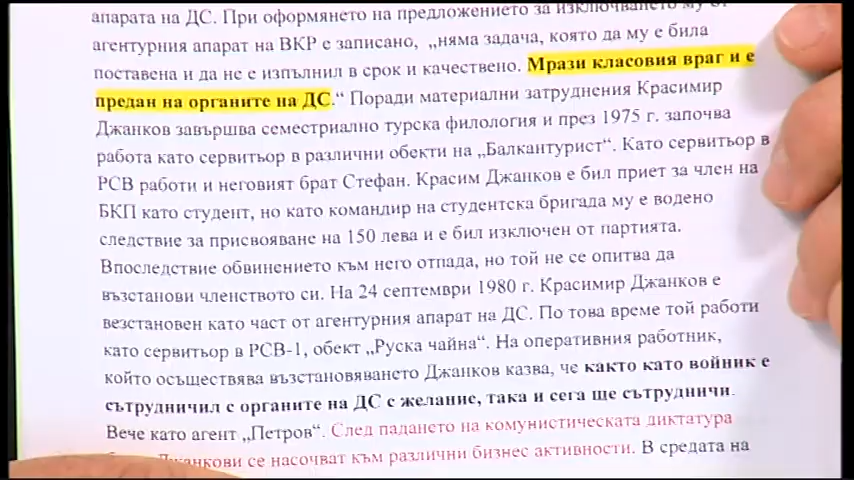 апарата на ДС. При оформянето на предложението за изключването му от
агентурния апарат на ВКР е записано, „няма задача, която да му е била
поставена и да не е изпълнил в срок и качествено. Мрази класовия враг и е
предан на органите на ДС.“ Поради материални затруднения Красимир
Джанков завършва семестриално турска филология и през 1975 г. започва
работа като сервитьор в различни обекти на „Балкантурист“. Като сервитьор в
РСВ работи и неговият брат Стефан. Красим Джанков е бил приет за член на
БКП като студент, но като командир на студентска бригада му е водено
следствие за присвояване на 150 лева и е бил изключен от партията.
Впоследствие обвинението към него отпада, но той не се опитва да
възстанови членството си. На 24 септември 1980 г. Красимир Джанков е
везстановен като част от агентурния апарат на ДС. По това време той работи
като сервитьор в РСВ-1, обект „Руска чайна“. На оперативния работник,
който осъществява възстановяването Джанков казва, че както като войник е
сътрудничил с органите на ДС с желание, така и сега ще сътрудничи.
Вече като агент „Петров“. След падането на комунистическата диктатура
Джанкови се насочват към различни бизнес активности. В средата на